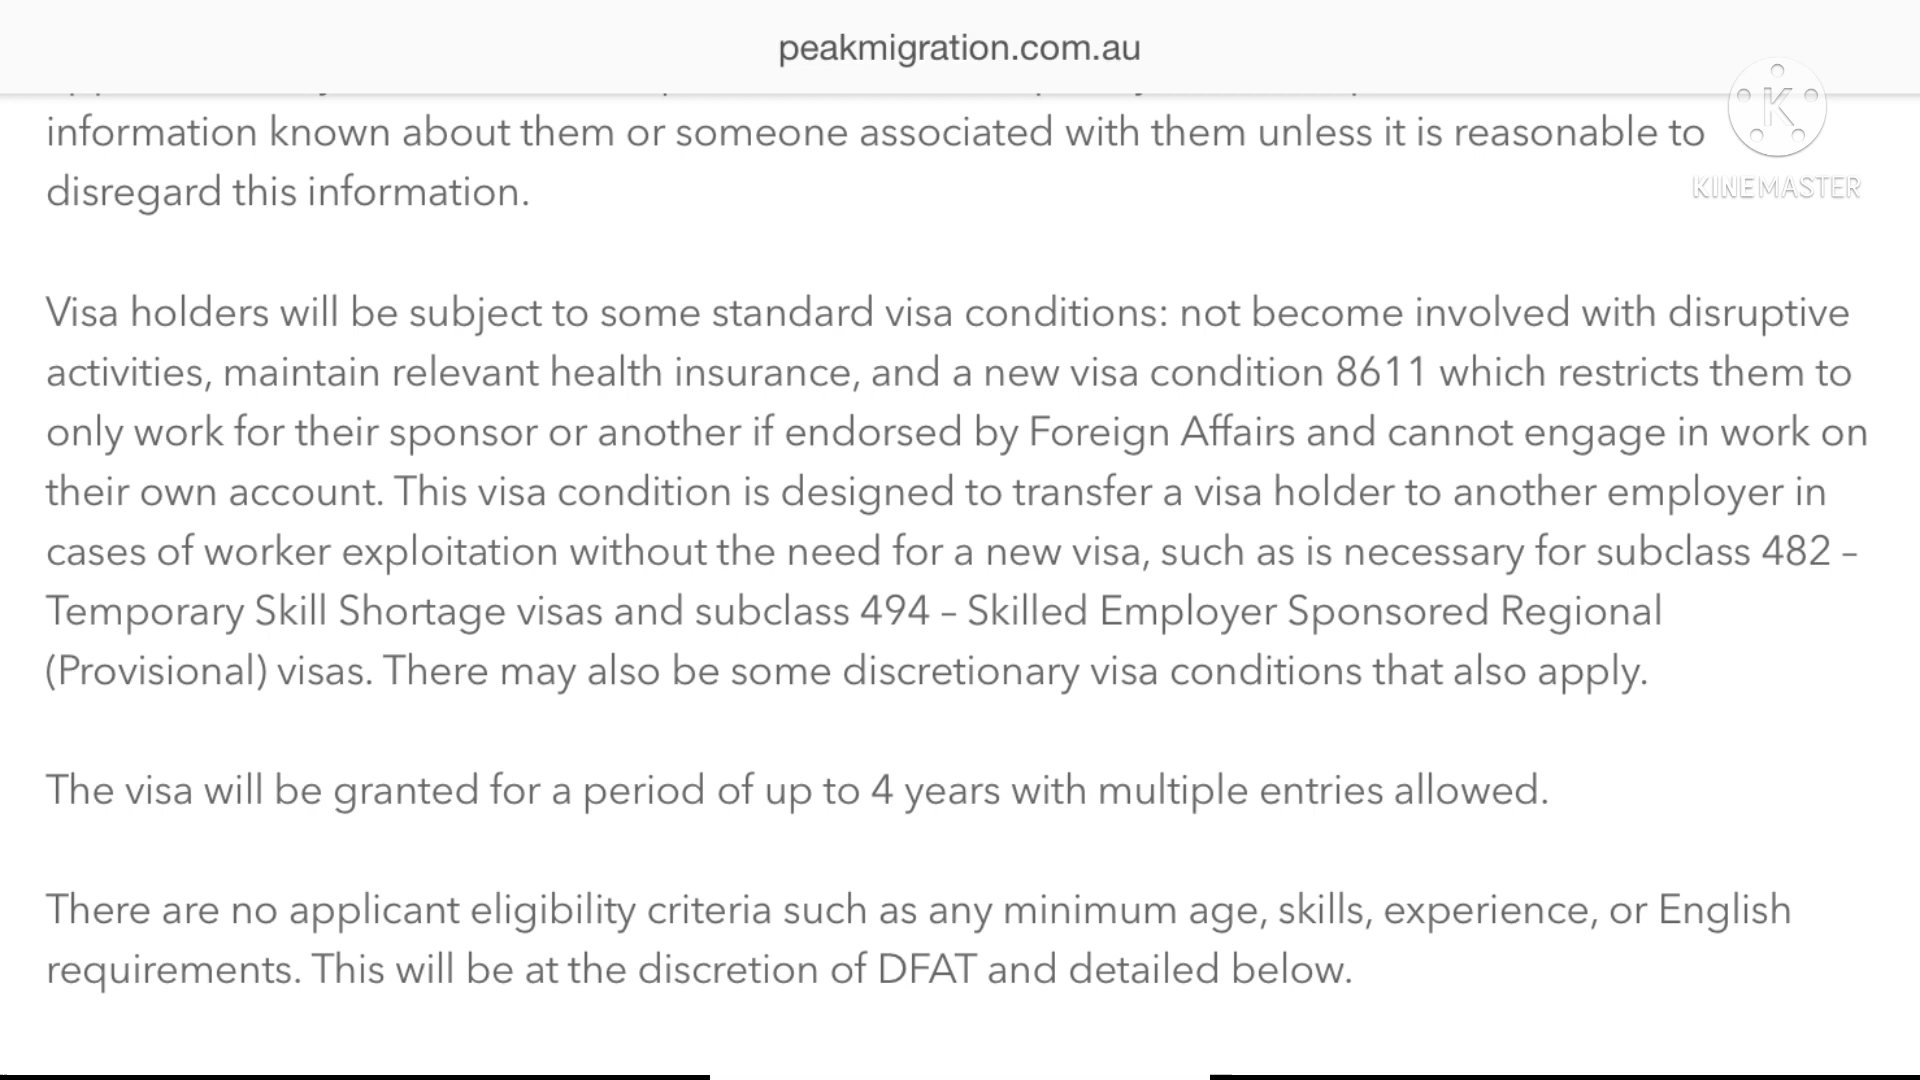 peakmigration.com.au
information known about them or someone associated with them unless it is reasonable to
disregard this information.
KINEMASTER
Visa holders will be subject to some standard visa conditions: not become involved with disruptive
activities, maintain relevant health insurance, and a new visa condition 8611 which restricts them to
only work for their sponsor or another if endorsed by Foreign Affairs and cannot engage in work on
their own account. This visa condition is designed to transfer a visa holder to another employer in
cases of worker exploitation without the need for a new visa, such as is necessary for subclass 482 –
Temporary Skill Shortage visas and subclass 494 – Skilled Employer Sponsored Regional
(Provisional) visas. There may also be some discretionary visa conditions that also apply.
The visa will be granted for a period of up to 4 years with multiple entries allowed.
There are no applicant eligibility criteria such as any minimum age, skills, experience, or English
requirements. This will be at the discretion of DFAT and detailed below.